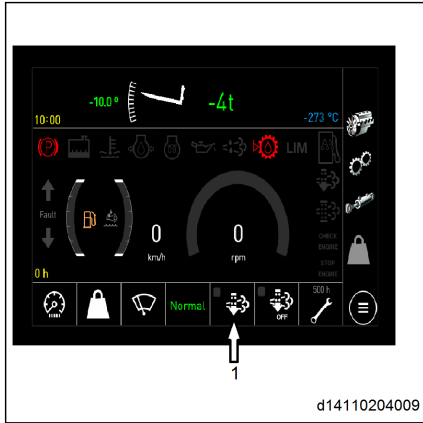 -10.0 °
-4t
10:00
-273 °C
(P)
LIM
Fault
0
km/h
0
rpm
CHECK
ENGINE
STOP
ENGINE
0 h
Normal
OFF
500 h
1
d14110204009